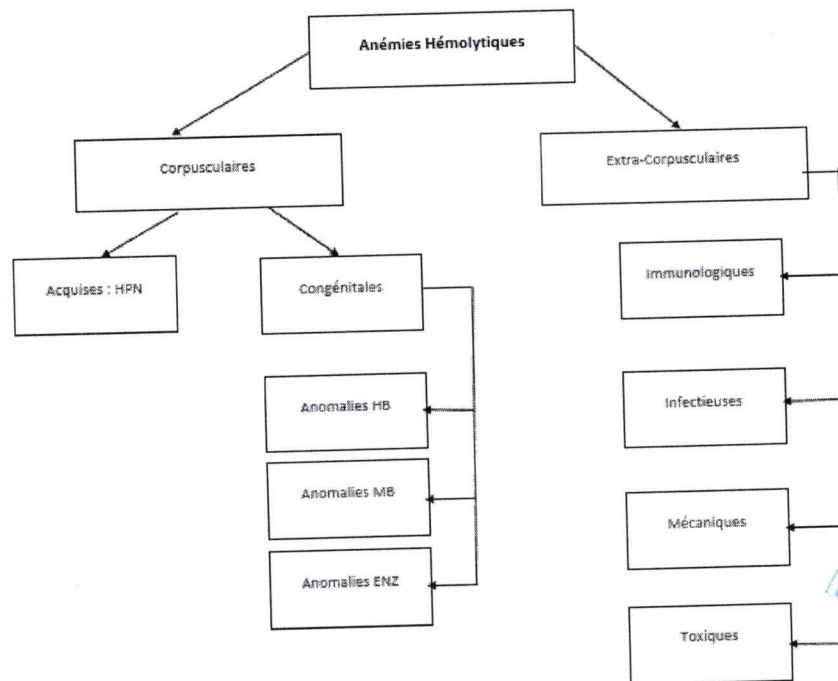 Anémies Hémolytiques
Corpusculaires
Extra-Corpusculaires
Acquises : HPN
Congénitales
Immunologiques
Anomalies HB
Infectieuses
Anomalies MB
Mécaniques
Anomalies ENZ
Toxiques